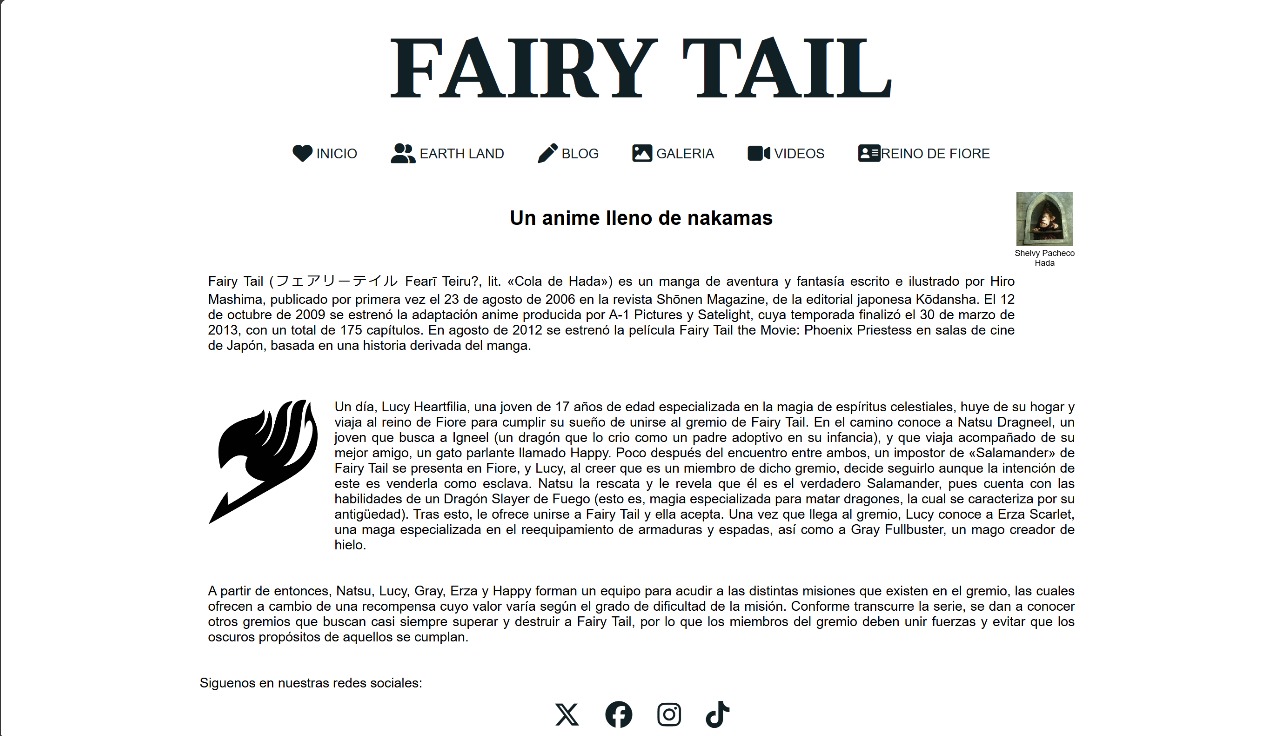 FAIRY TAIL
INICIO EARTH LAND BLOG GALERIA VIDEOS REINO DE FIORE
Un anime lleno de nakamas
Shelvy Pacheco
Hada
Fairy Tail (フェアリーテイル Fearī Teiru?, lit. «Cola de Hada») es un manga de aventura y fantasía escrito e ilustrado por Hiro
Mashima, publicado por primera vez el 23 de agosto de 2006 en la revista Shōnen Magazine, de la editorial japonesa Kōdansha. El 12
de octubre de 2009 se estrenó la adaptación anime producida por A-1 Pictures y Satelight, cuya temporada finalizó el 30 de marzo de
2013, con un total de 175 capítulos. En agosto de 2012 se estrenó la película Fairy Tail the Movie: Phoenix Priestess en salas de cine
de Japón, basada en una historia derivada del manga.
Un día, Lucy Heartfilia, una joven de 17 años de edad especializada en la magia de espíritus celestiales, huye de su hogar y
viaja al reino de Fiore para cumplir su sueño de unirse al gremio de Fairy Tail. En el camino conoce a Natsu Dragneel, un
joven que busca a Igneel (un dragón que lo crio como un padre adoptivo en su infancia), y que viaja acompañado de su
mejor amigo, un gato parlante llamado Happy. Poco después del encuentro entre ambos, un impostor de «Salamander» de
Fairy Tail se presenta en Fiore, y Lucy, al creer que es un miembro de dicho gremio, decide seguirlo aunque la intención de
este es venderla como esclava. Natsu la rescata y le revela que él es el verdadero Salamander, pues cuenta con las
habilidades de un Dragón Slayer de Fuego (esto es, magia especializada para matar dragones, la cual se caracteriza por su
antigüedad). Tras esto, le ofrece unirse a Fairy Tail y ella acepta. Una vez que llega al gremio, Lucy conoce a Erza Scarlet,
una maga especializada en el reequipamiento de armaduras y espadas, así como a Gray Fullbuster, un mago creador de
hielo.
A partir de entonces, Natsu, Lucy, Gray, Erza y Happy forman un equipo para acudir a las distintas misiones que existen en el gremio, las cuales
ofrecen a cambio de una recompensa cuyo valor varía según el grado de dificultad de la misión. Conforme transcurre la serie, se dan a conocer
otros gremios que buscan casi siempre superar y destruir a Fairy Tail, por lo que los miembros del gremio deben unir fuerzas y evitar que los
oscuros propósitos de aquellos se cumplan.
Siguenos en nuestras redes sociales: